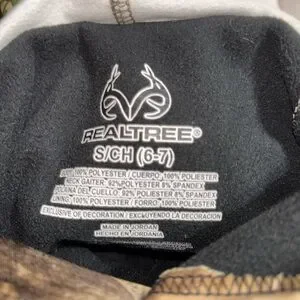 REALTREE®
S/CH (6-7)
BODY: 100% POLYESTER / CUERPO: 100% POLIESTER
NECK GAITER: 92% POLYESTER 8% SPANDEX
POLAINA DEL CUELLO: 92% POLIESTER 8% SPANDEX
LINING: 100% POLYESTER / FORRO: 100% POLIESTER
EXCLUSIVE OF DECORATION / EXCLUYENDO LA DECORACION
MADE IN JORDAN
HECHO EN JORDANIA